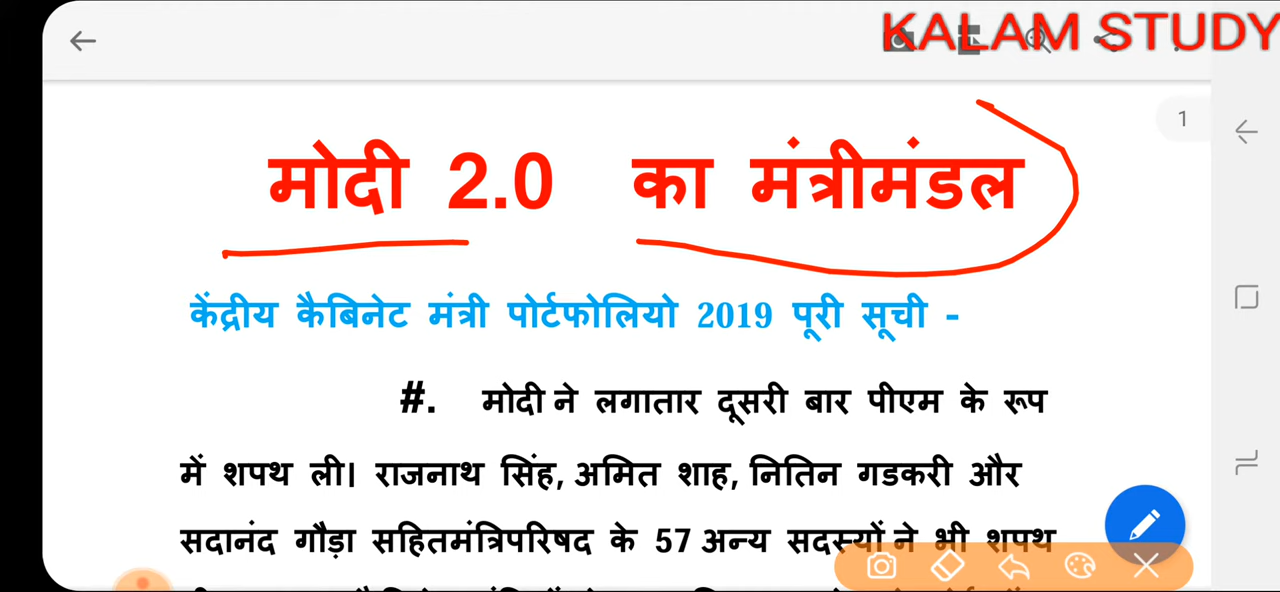 KALAM STUDY
1
मोदी 2.0 का मंत्रीमंडल
केंद्रीय कैबिनेट मंत्री पोर्टफोलियो 2019 पूरी सूची -
#. मोदी ने लगातार दूसरी बार पीएम के रूप
में शपथ ली। राजनाथ सिंह, अमित शाह, नितिन गडकरी और
सदानंद गौड़ा सहितमंत्रिपरिषद के 57 अन्य सदस्यों ने भी शपथ